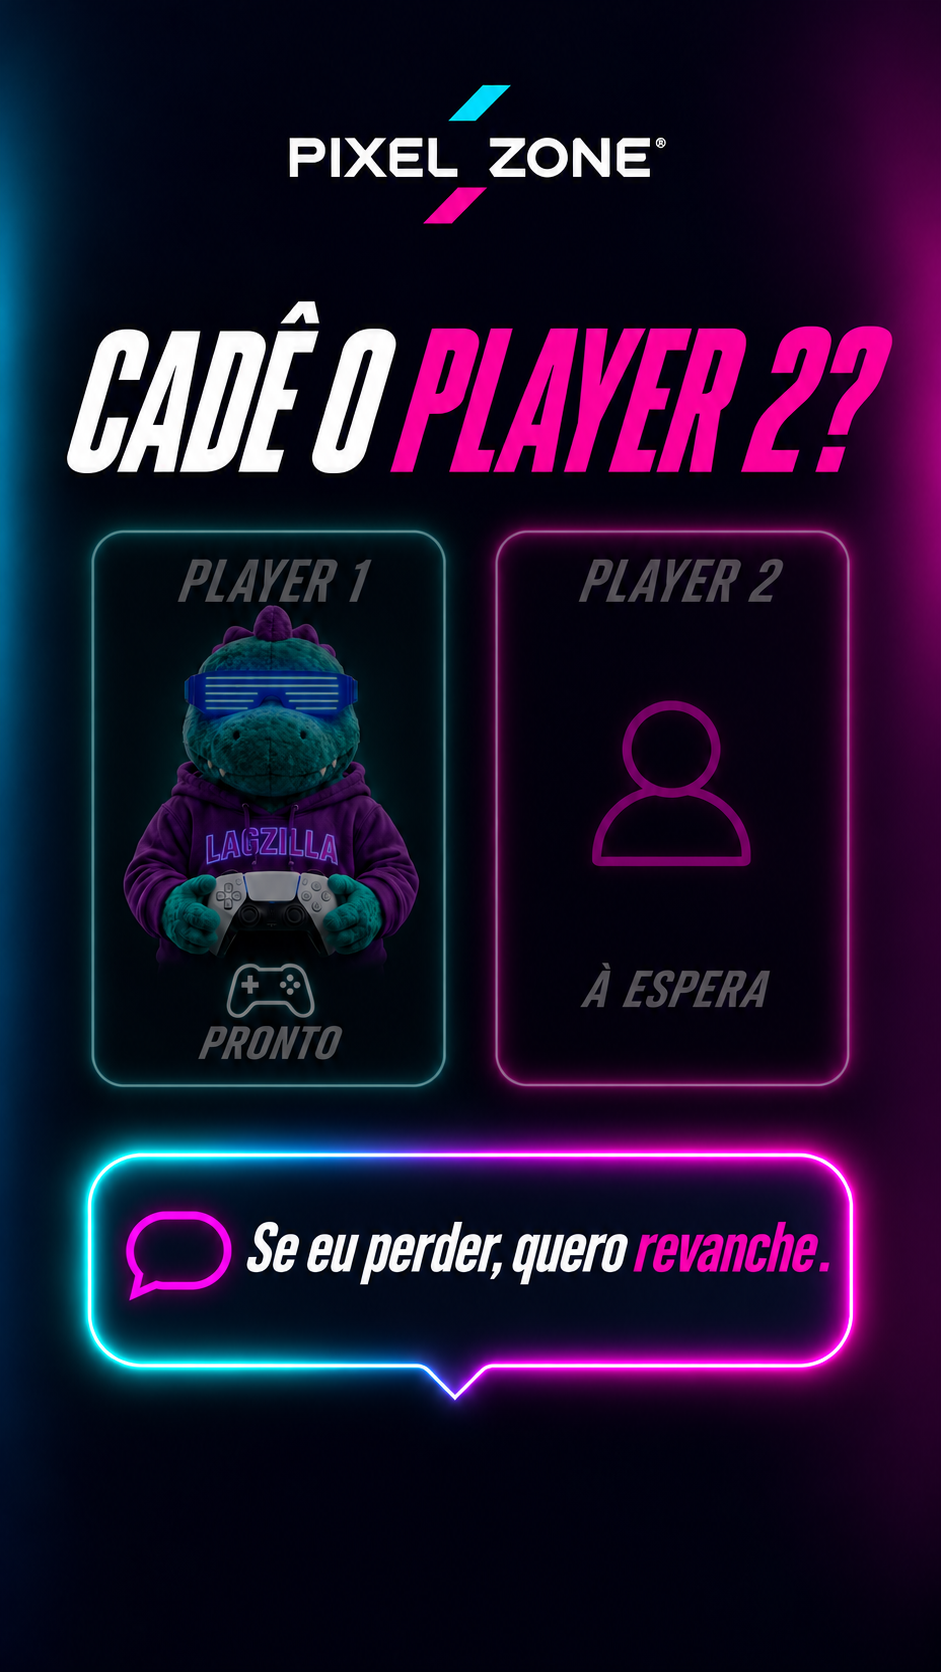 PIXEL ZONE®
CADÊ O PLAYER 2?
PLAYER 1
LAGZILLA
PRONTO
PLAYER 2
À ESPERA
Se eu perder, quero revanche.